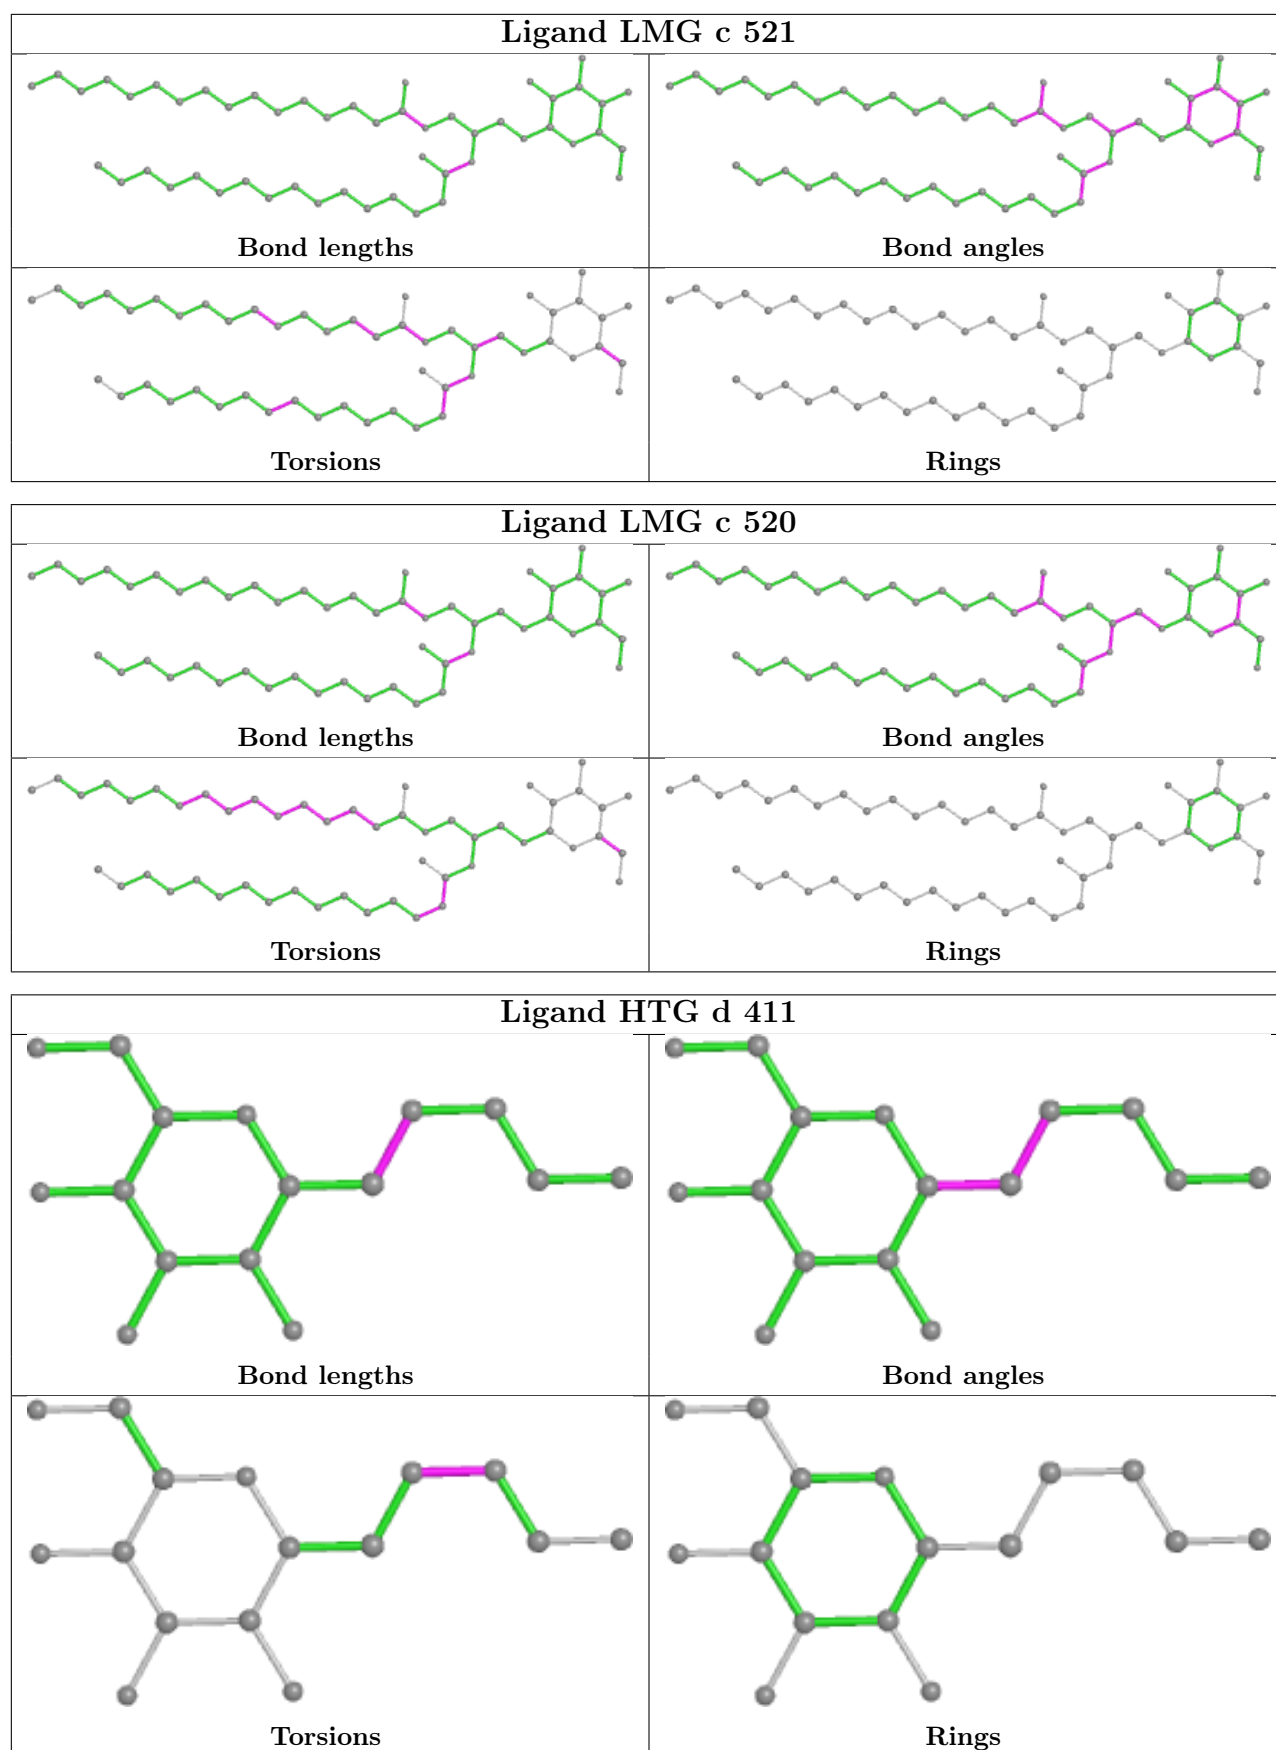 Ligand LMG c 521
Bond lengths
Bond angles
Torsions
Rings
Ligand LMG c 520
Bond lengths
Bond angles
Torsions
Rings
Ligand HTG d 411
Bond lengths
Bond angles
Torsions
Rings